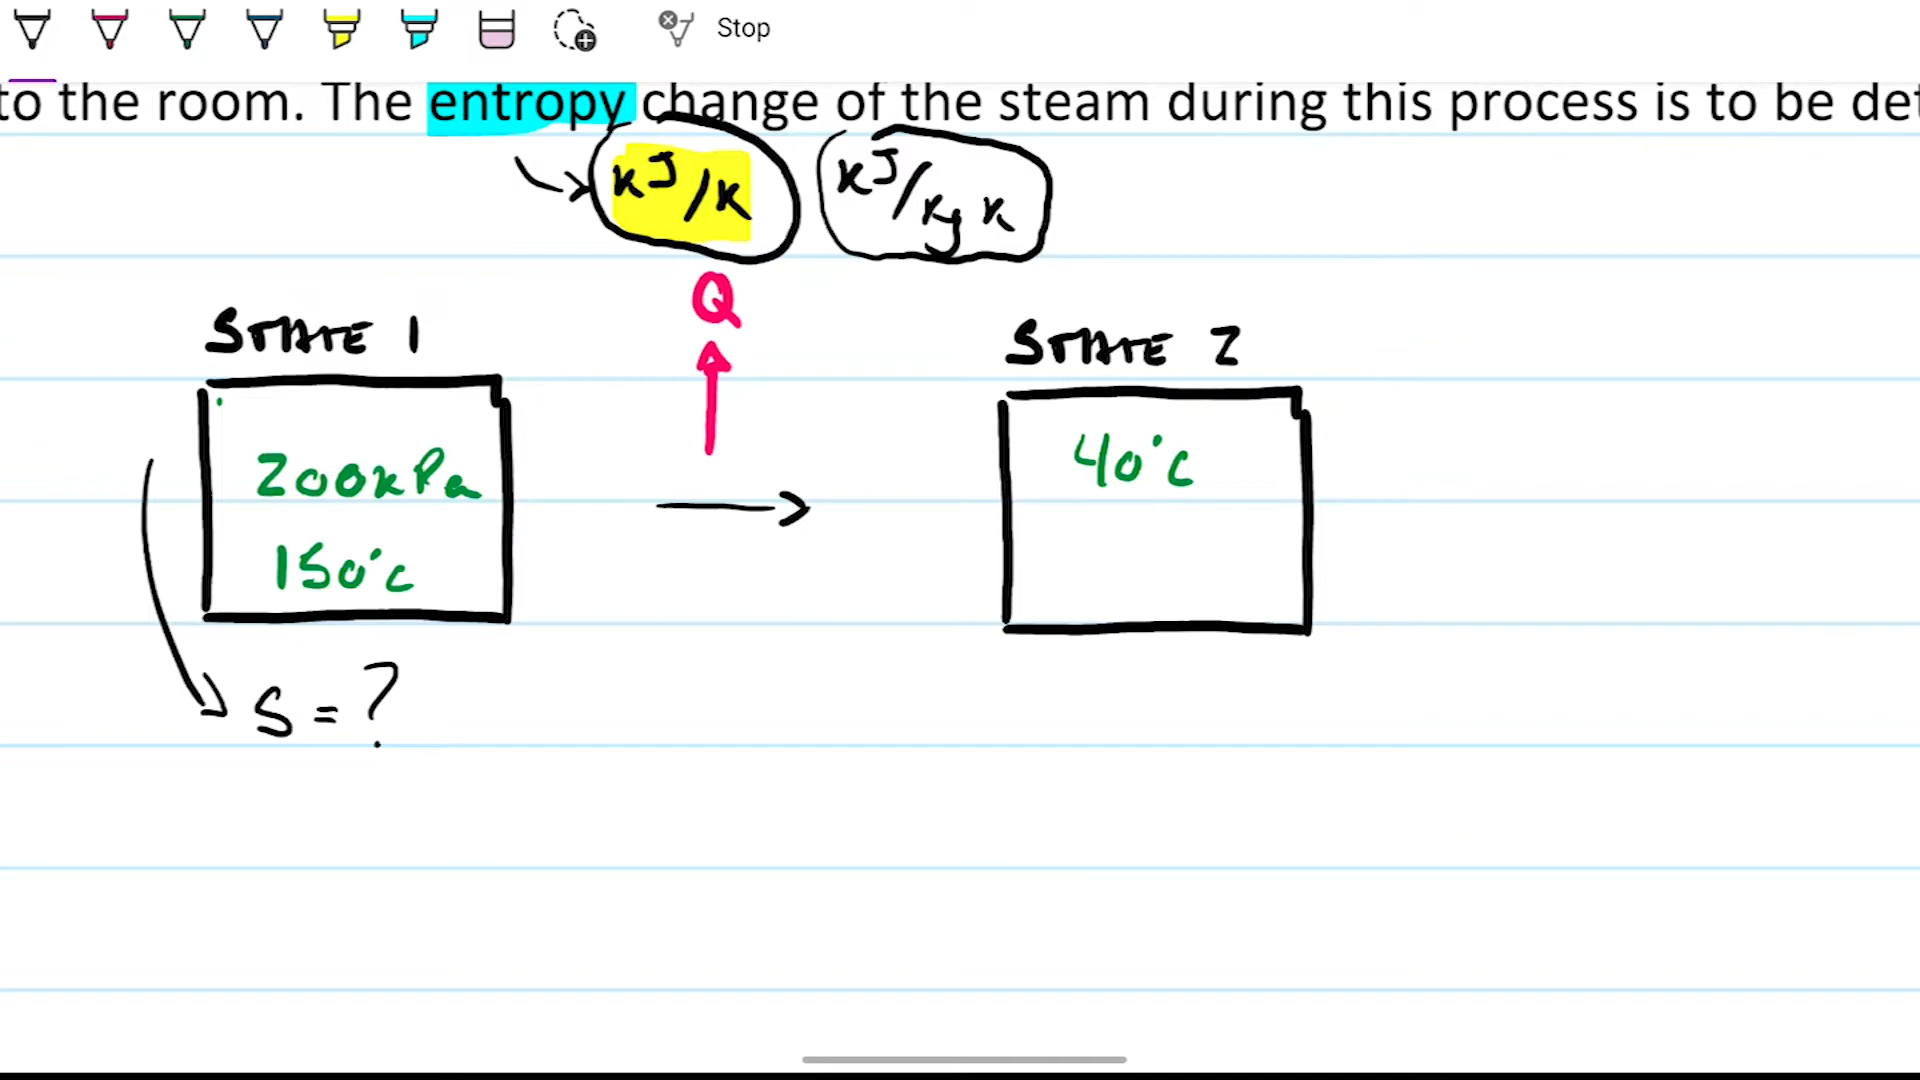 Stop
to the room. The entropy change of the steam during this process is to be det
kJ/K kJ/kg K
Q
STATE 1
STATE 2
200kPa
150°C
40°C
S = ?